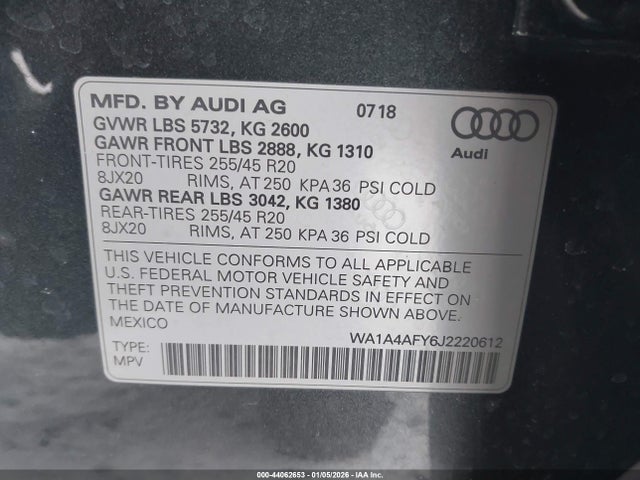 MFD. BY AUDI AG 0718
GVWR LBS 5732, KG 2600
GAWR FRONT LBS 2888, KG 1310
FRONT-TIRES 255/45 R20
8JX20 RIMS, AT 250 KPA 36 PSI COLD
GAWR REAR LBS 3042, KG 1380
REAR-TIRES 255/45 R20
8JX20 RIMS, AT 250 KPA 36 PSI COLD
Audi
THIS VEHICLE CONFORMS TO ALL APPLICABLE
U.S. FEDERAL MOTOR VEHICLE SAFETY AND
THEFT PREVENTION STANDARDS IN EFFECT ON
THE DATE OF MANUFACTURE SHOWN ABOVE.
MEXICO WA1A4AFY6J2220612
TYPE:
MPV
000-44062653 - 01/05/2026 - IAA Inc.